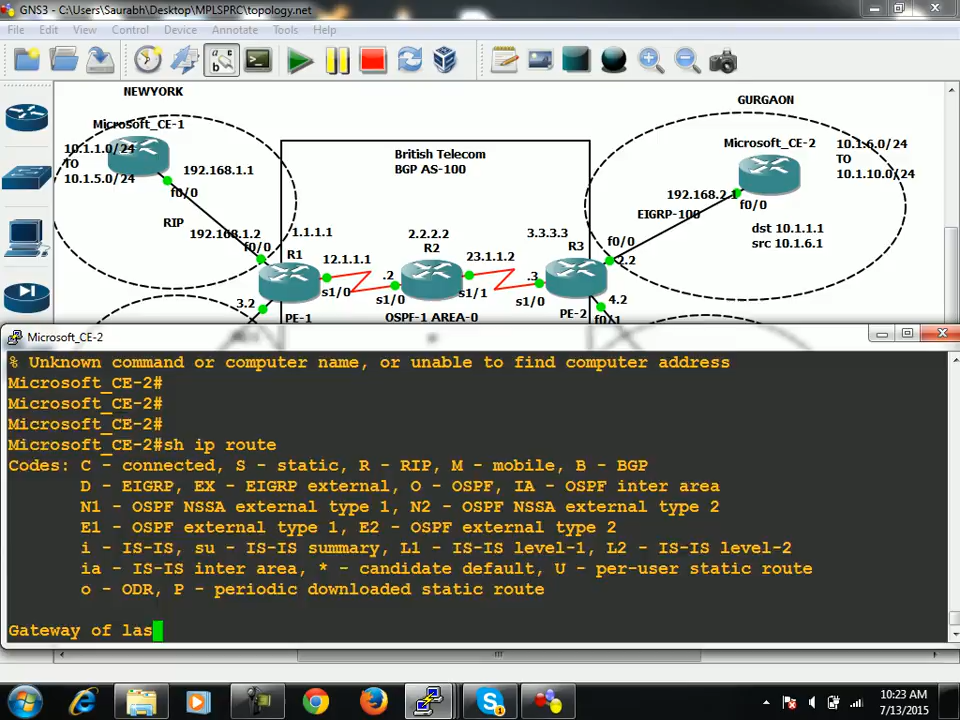 GNS3 - C:\Users\Saurabh\Desktop\MPLSPRC\topology.net
File Edit View Control Device Annotate Tools Help
NEWYORK
Microsoft_CE-1
10.1.1.0/24
TO
10.1.5.0/24
192.168.1.1
f0/0
RIP
192.168.1.2
f0/0
1.1.1.1
R1
12.1.1.1
s1/0
PE-1
3.2
British Telecom
BGP AS-100
2.2.2.2
R2
.2
s1/0
s1/1
23.1.1.2
OSPF-1 AREA-0
3.3.3.3
R3
.3
s1/0
PE-2
f0/0
2.2
4.2
f0/1
GURGAON
Microsoft_CE-2
10.1.6.0/24
TO
10.1.10.0/24
192.168.2.1
f0/0
EIGRP-100
dst 10.1.1.1
src 10.1.6.1
Microsoft_CE-2
% Unknown command or computer name, or unable to find computer address
Microsoft_CE-2#
Microsoft_CE-2#
Microsoft_CE-2#
Microsoft_CE-2#sh ip route
Codes: C - connected, S - static, R - RIP, M - mobile, B - BGP
D - EIGRP, EX - EIGRP external, O - OSPF, IA - OSPF inter area
N1 - OSPF NSSA external type 1, N2 - OSPF NSSA external type 2
E1 - OSPF external type 1, E2 - OSPF external type 2
i - IS-IS, su - IS-IS summary, L1 - IS-IS level-1, L2 - IS-IS level-2
ia - IS-IS inter area, * - candidate default, U - per-user static route
o - ODR, P - periodic downloaded static route
Gateway of las
10:23 AM
7/13/2015